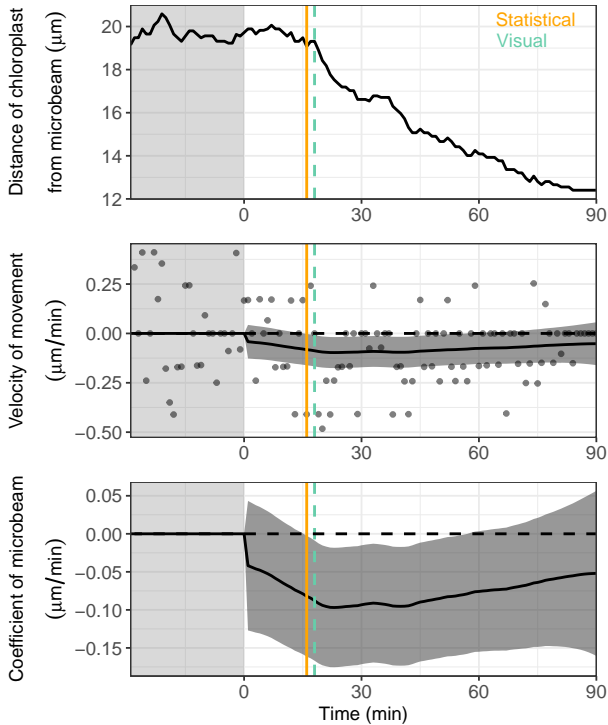 Distance of chloroplast
from microbeam (μm)
20
18
16
14
12
Statistical
Visual
0
30
60
90
Velocity of movement
(μm/min)
0.25
0.00
−0.25
−0.50
0
30
60
90
Coefficient of microbeam
(μm/min)
0.05
0.00
−0.05
−0.10
−0.15
0
30
60
90
Time (min)